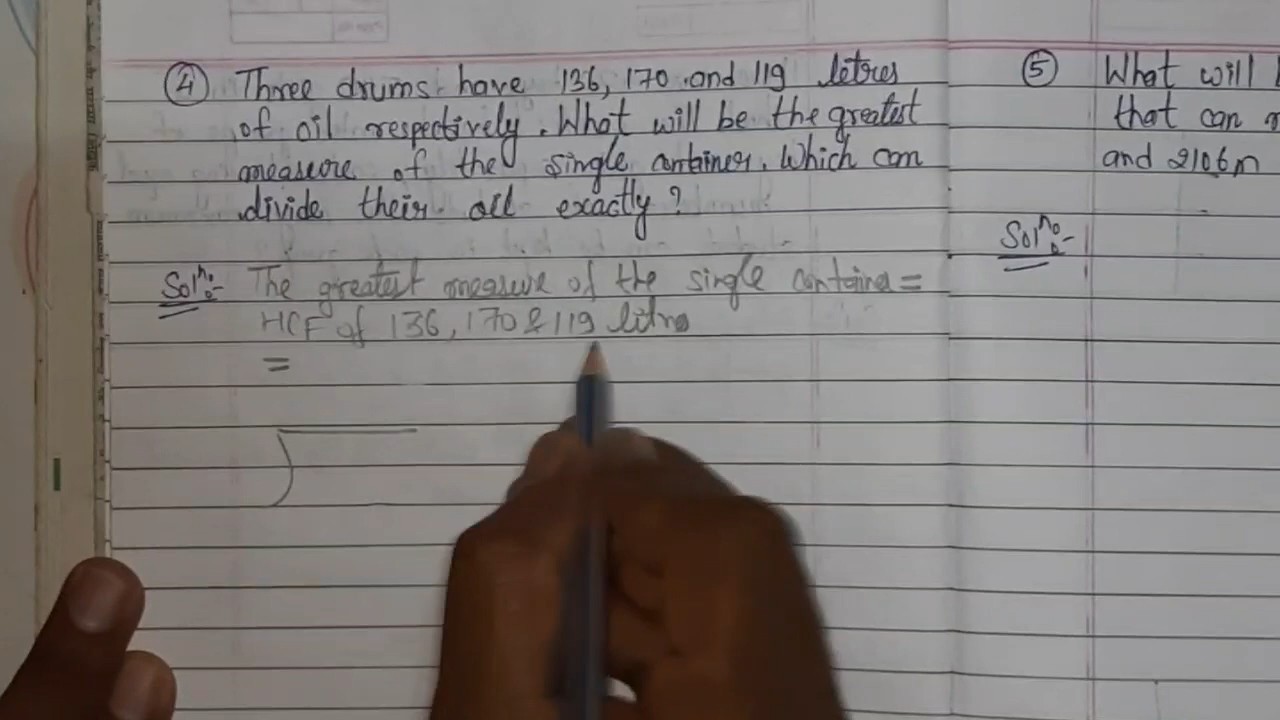 ④ Three drums have 136, 170 and 119 letres
of oil respectively. What will be the greatest
measure of the single container. Which can
divide their oil exactly?
Solⁿ:- The greatest measure of the single containe =
HCF of 136, 170 & 119 litres
=
⑤ What will
that can
and 2106m
Solⁿ:-